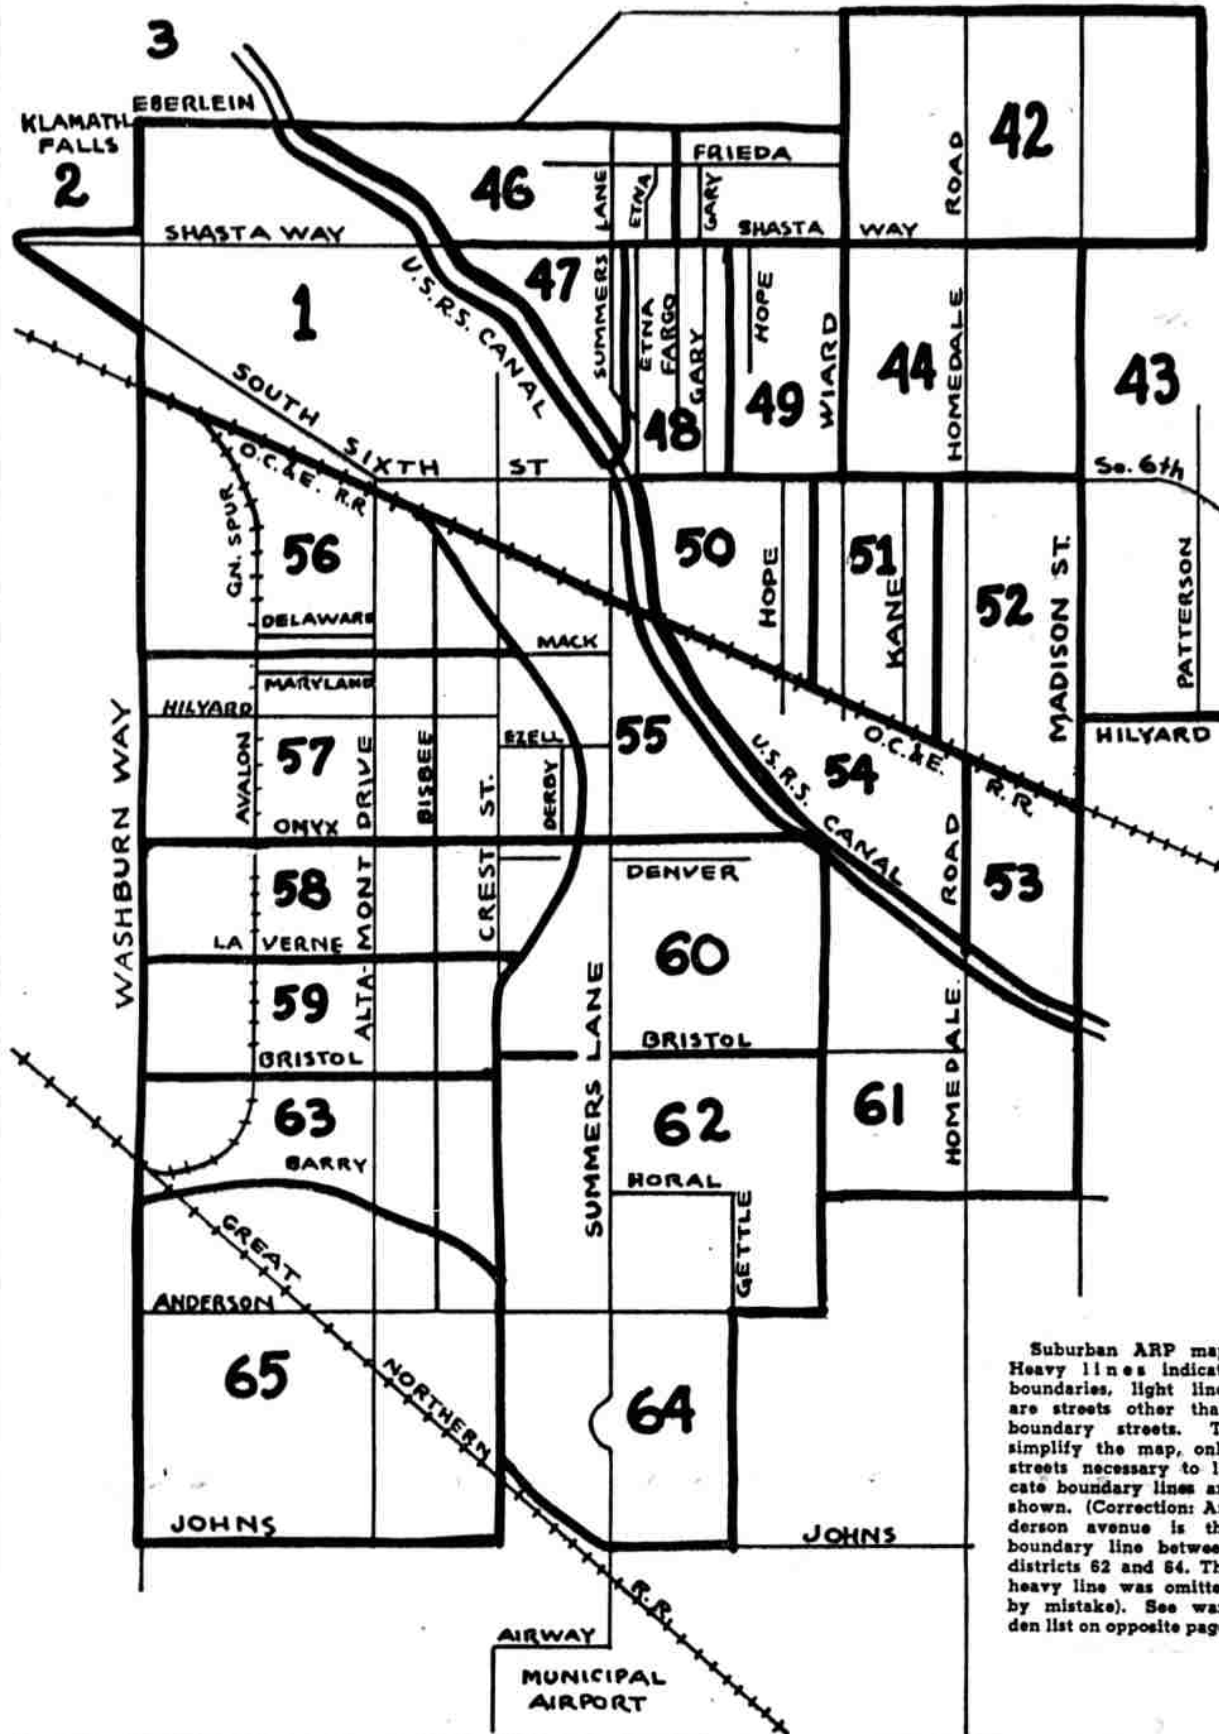 3
EBERLEIN
KLAMATH
FALLS
2
42
ROAD
FRIEDA
46
LANE
ETNA
GARY
SHASTA WAY
SHASTA WAY
1
U.S.R.S. CANAL
47
SUMMERS
ETNA
FARGO
GARY
HOPE
48
49
WIARD
44
HOMEDALE
43
SOUTH SIXTH ST
So. 6th
O.C.&E. R.R
G.N. SPUR
56
DELAWARE
MACK
50
HOPE
51
KANE
52
MADISON ST.
PATTERSON
MARYLAND
HILYARD
HILYARD
WASHBURN WAY
AVALON
57
ALTA-MONT DRIVE
BISBEE
CREST ST.
EZELL
DERBY
55
U.S.R.S. CANAL
54
O.C.&E. R.R.
ONYX
58
DENVER
ROAD
53
LA VERNE
59
60
SUMMERS LANE
BRISTOL
BRISTOL
63
BARRY
62
61
HOMEDALE
HORAL
GETTLE
GREAT NORTHERN R.R.
ANDERSON
65
64
JOHNS
JOHNS
AIRWAY
MUNICIPAL
AIRPORT
Suburban ARP
Heavy lines
boundaries, light
are streets other
boundary streets.
simplify the map,
streets necessary to
cate boundary lines
shown. (Correction:
derson avenue is
boundary line
districts 62 and 64.
heavy line was
by mistake). See
den list on opposite